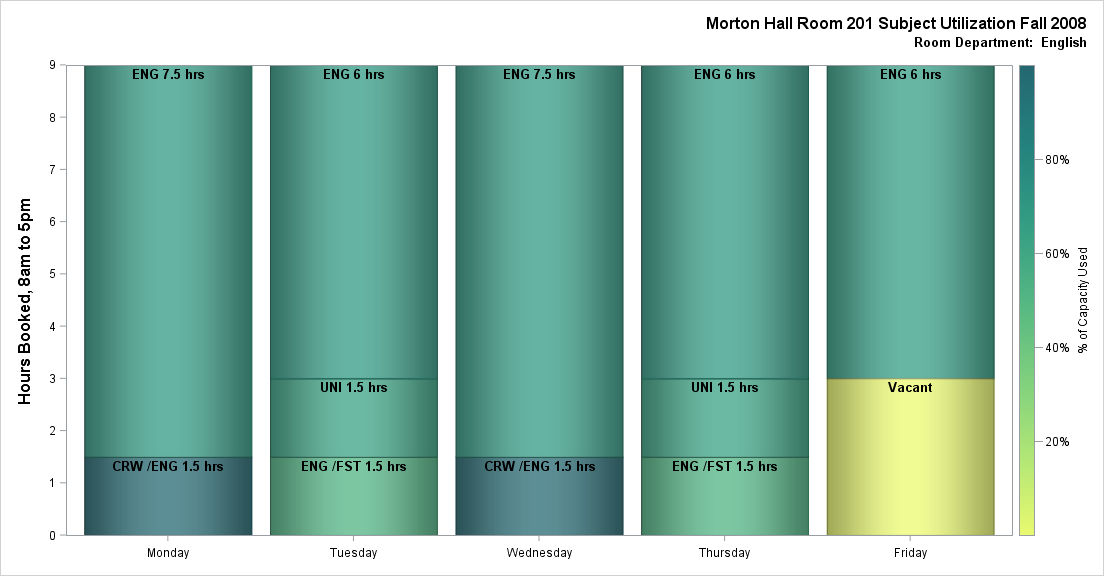 Morton Hall Room 201 Subject Utilization Fall 2008
Room Department: English
Hours Booked, 8am to 5pm
9
8
7
6
5
4
3
2
1
0
ENG 7.5 hrs
CRW /ENG 1.5 hrs
ENG 6 hrs
UNI 1.5 hrs
ENG /FST 1.5 hrs
ENG 7.5 hrs
CRW /ENG 1.5 hrs
ENG 6 hrs
UNI 1.5 hrs
ENG /FST 1.5 hrs
ENG 6 hrs
Vacant
Monday
Tuesday
Wednesday
Thursday
Friday
80%
60%
40%
20%
% of Capacity Used